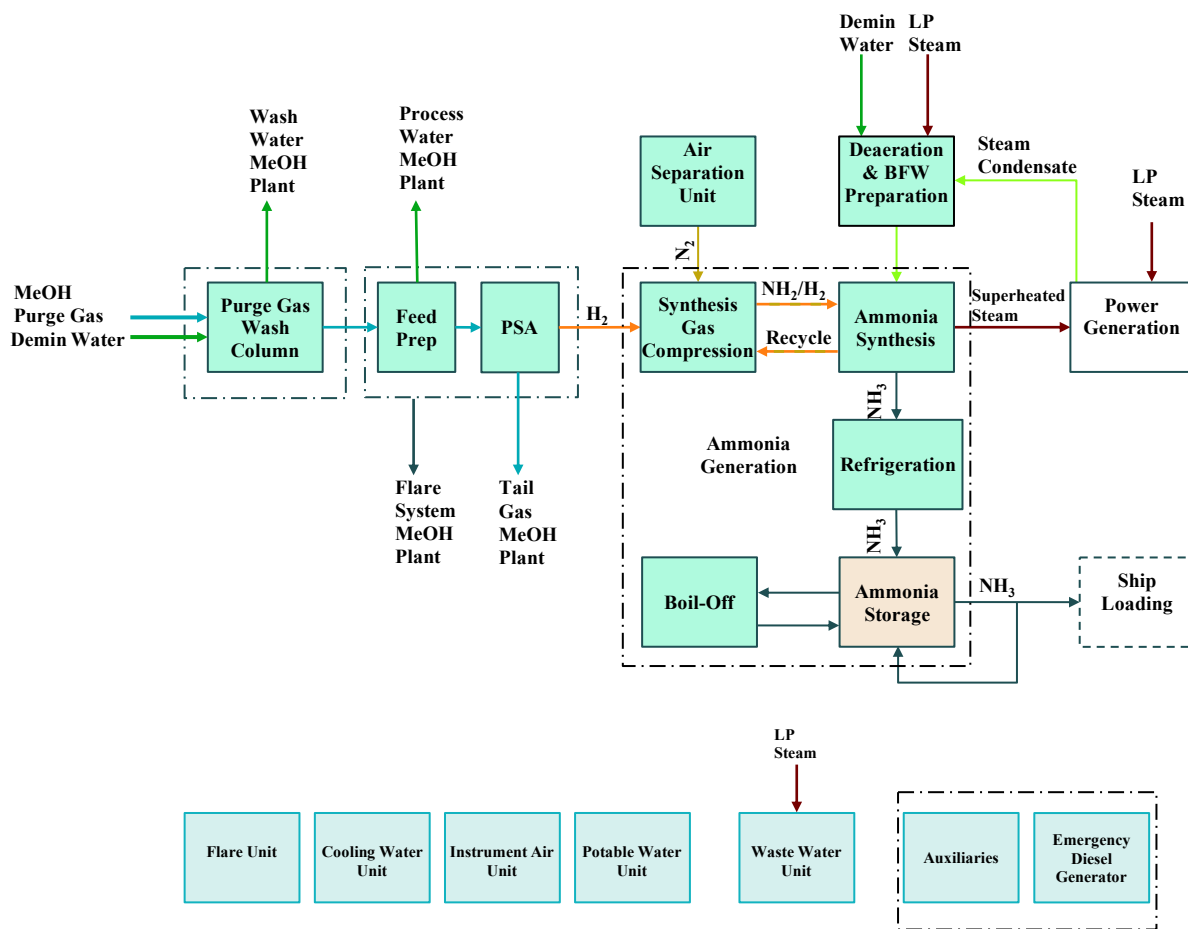 Demin
Water
LP
Steam
Wash
Water
MeOH
Plant
Process
Water
MeOH
Plant
Air
Separation
Unit
Deaeration
& BFW
Preparation
Steam
Condensate
LP
Steam
N₂
MeOH
Purge Gas
Demin Water
Purge Gas
Wash
Column
Feed
Prep
PSA
H₂
Synthesis
Gas
Compression
NH₂/H₂
Recycle
Ammonia
Synthesis
Superheated
Steam
Power
Generation
NH₃
Ammonia
Generation
Refrigeration
NH₃
Flare
System
MeOH
Plant
Tail
Gas
MeOH
Plant
Boil-Off
Ammonia
Storage
NH₃
Ship
Loading
LP
Steam
Flare Unit
Cooling Water
Unit
Instrument Air
Unit
Potable Water
Unit
Waste Water
Unit
Auxiliaries
Emergency
Diesel
Generator